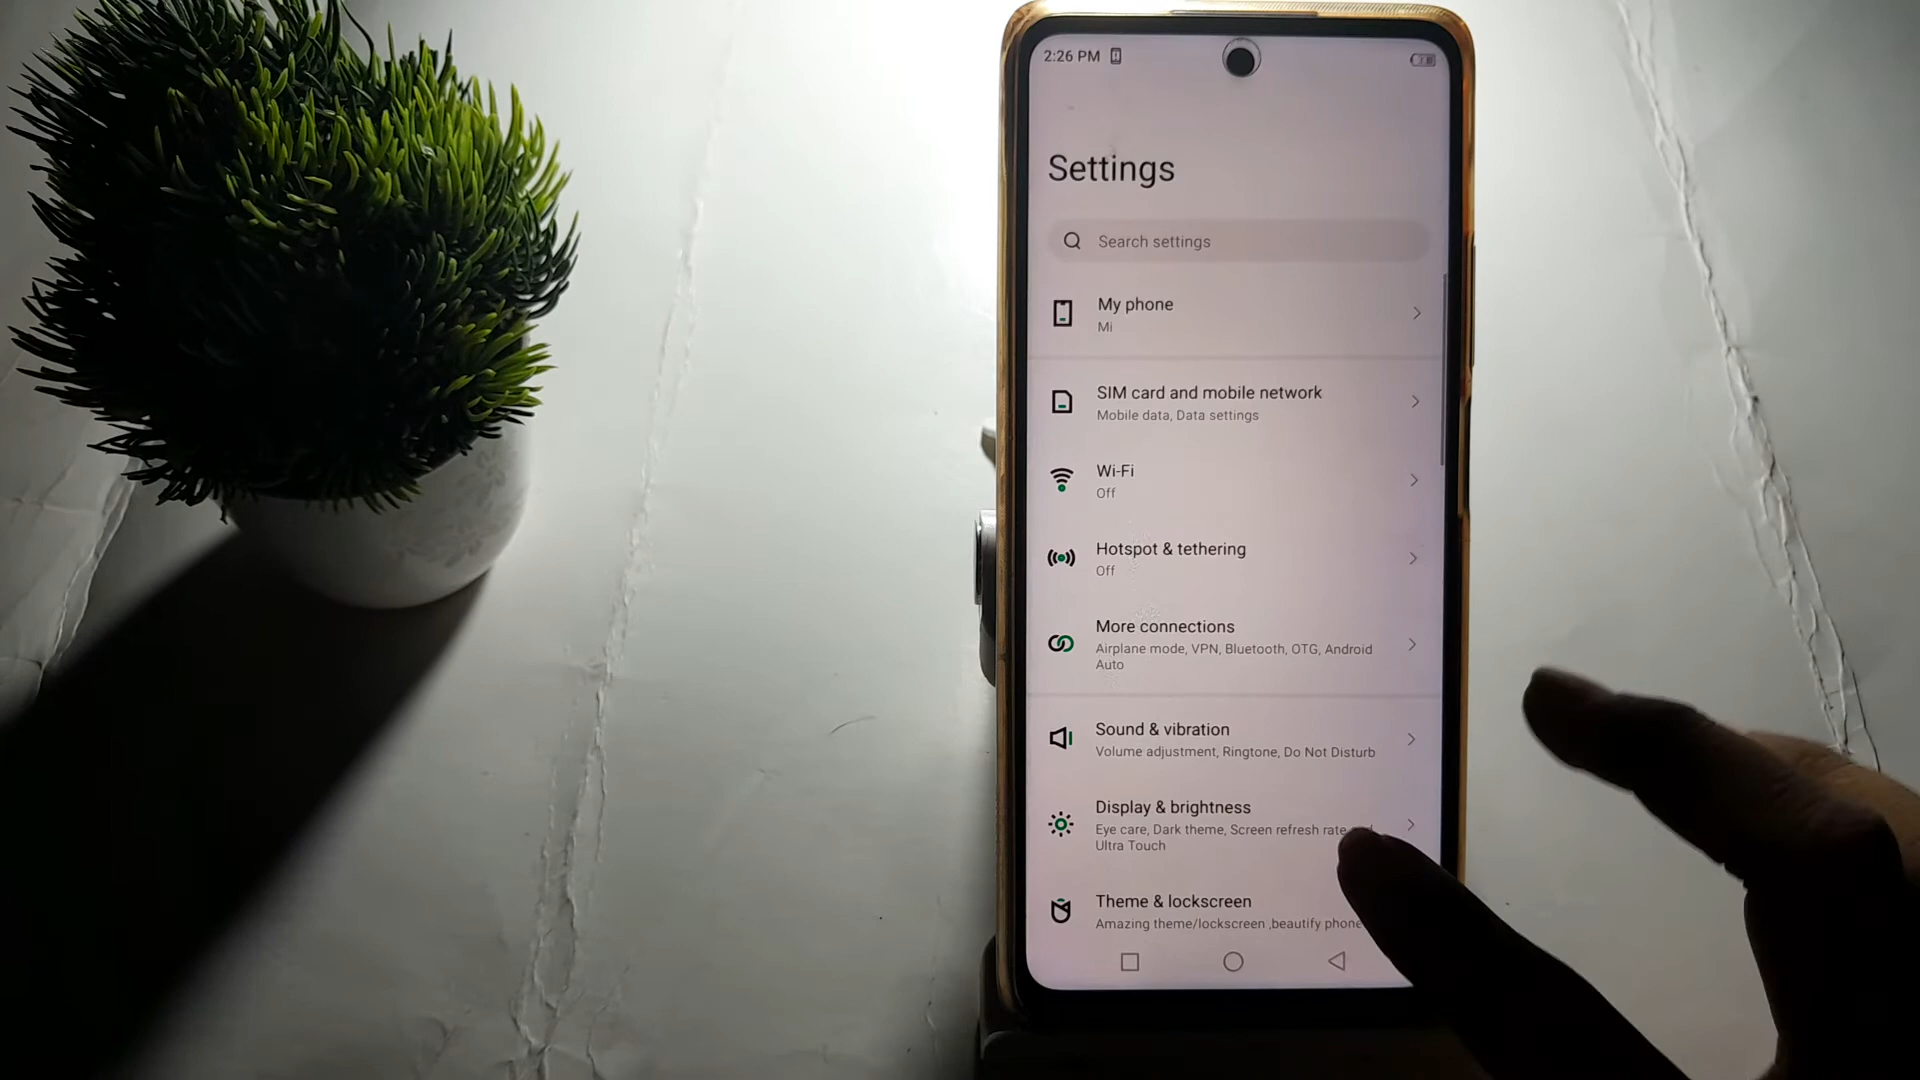 2:26 PM
Settings
Search settings
My phone
Mi
SIM card and mobile network
Mobile data, Data settings
Wi-Fi
Off
Hotspot & tethering
Off
More connections
Airplane mode, VPN, Bluetooth, OTG, Android
Auto
Sound & vibration
Volume adjustment, Ringtone, Do Not Disturb
Display & brightness
Eye care, Dark theme, Screen refresh rate
Ultra Touch
Theme & lockscreen
Amazing theme/lockscreen ,beautify phone